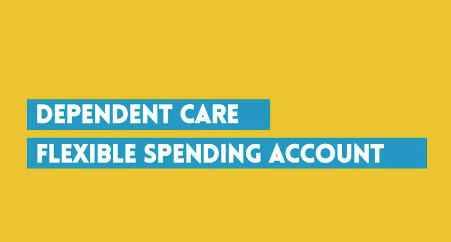 DEPENDENT CARE
FLEXIBLE SPENDING ACCOUNT